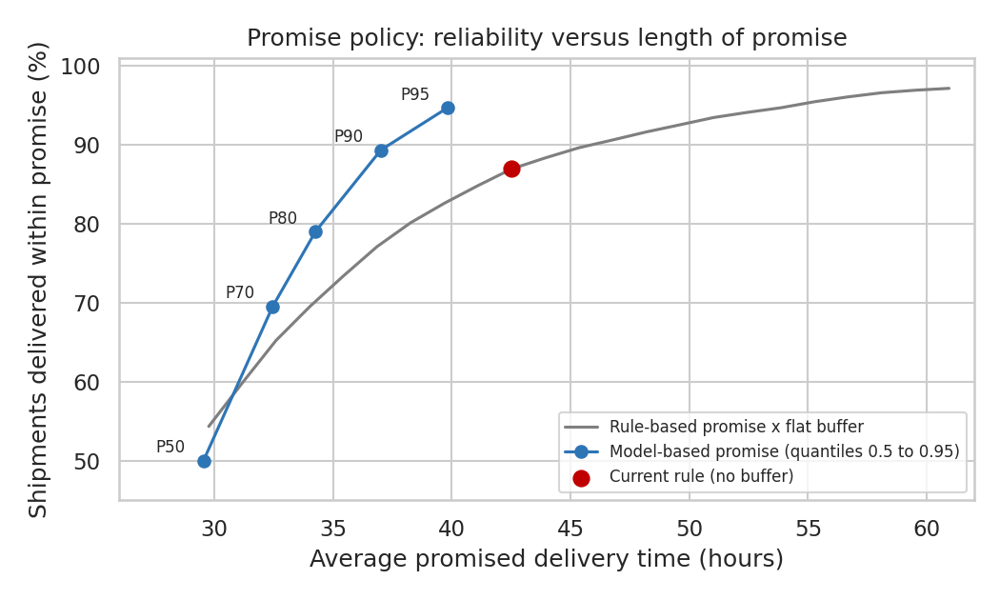 Promise policy: reliability versus length of promise
Shipments delivered within promise (%)
100
90
80
70
60
50
P95
P90
P80
P70
P50
Rule-based promise x flat buffer
Model-based promise (quantiles 0.5 to 0.95)
Current rule (no buffer)
30 35 40 45 50 55 60
Average promised delivery time (hours)